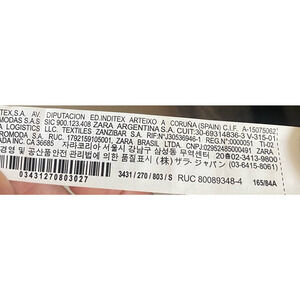 TEX,S.A. AV. DIPUTACION ED.INDITEX ARTEIXO A CORUÑA (SPAIN) C.I.F. A-15075062
MODAS S.A.S SIC 900.123.408 ZARA ARGENTINA S.A. CUIT:30-69314836-3 V-315-01
A LOGISTICS LLC. TEXTILES ZANZIBAR S.A. RIF:NºJ30536946-1 REG.NO:0000051 TI-02
ROMODA, S.A. RUC. 1792159105001. ZARA BRASIL LTDA. CNPJ:02952485000491 ZARA
ADA INC. CA 36685 자라코리아 서울시 강남구 삼성동 무역센터 20층 02-3413-9800
경영 및 공산품안전 관리법에 의한 품질표시 (株) ザラ・ジャパン (03-6415-8061)
03431270803027 3431 / 270 / 803 / S RUC 80089348-4 165/84A